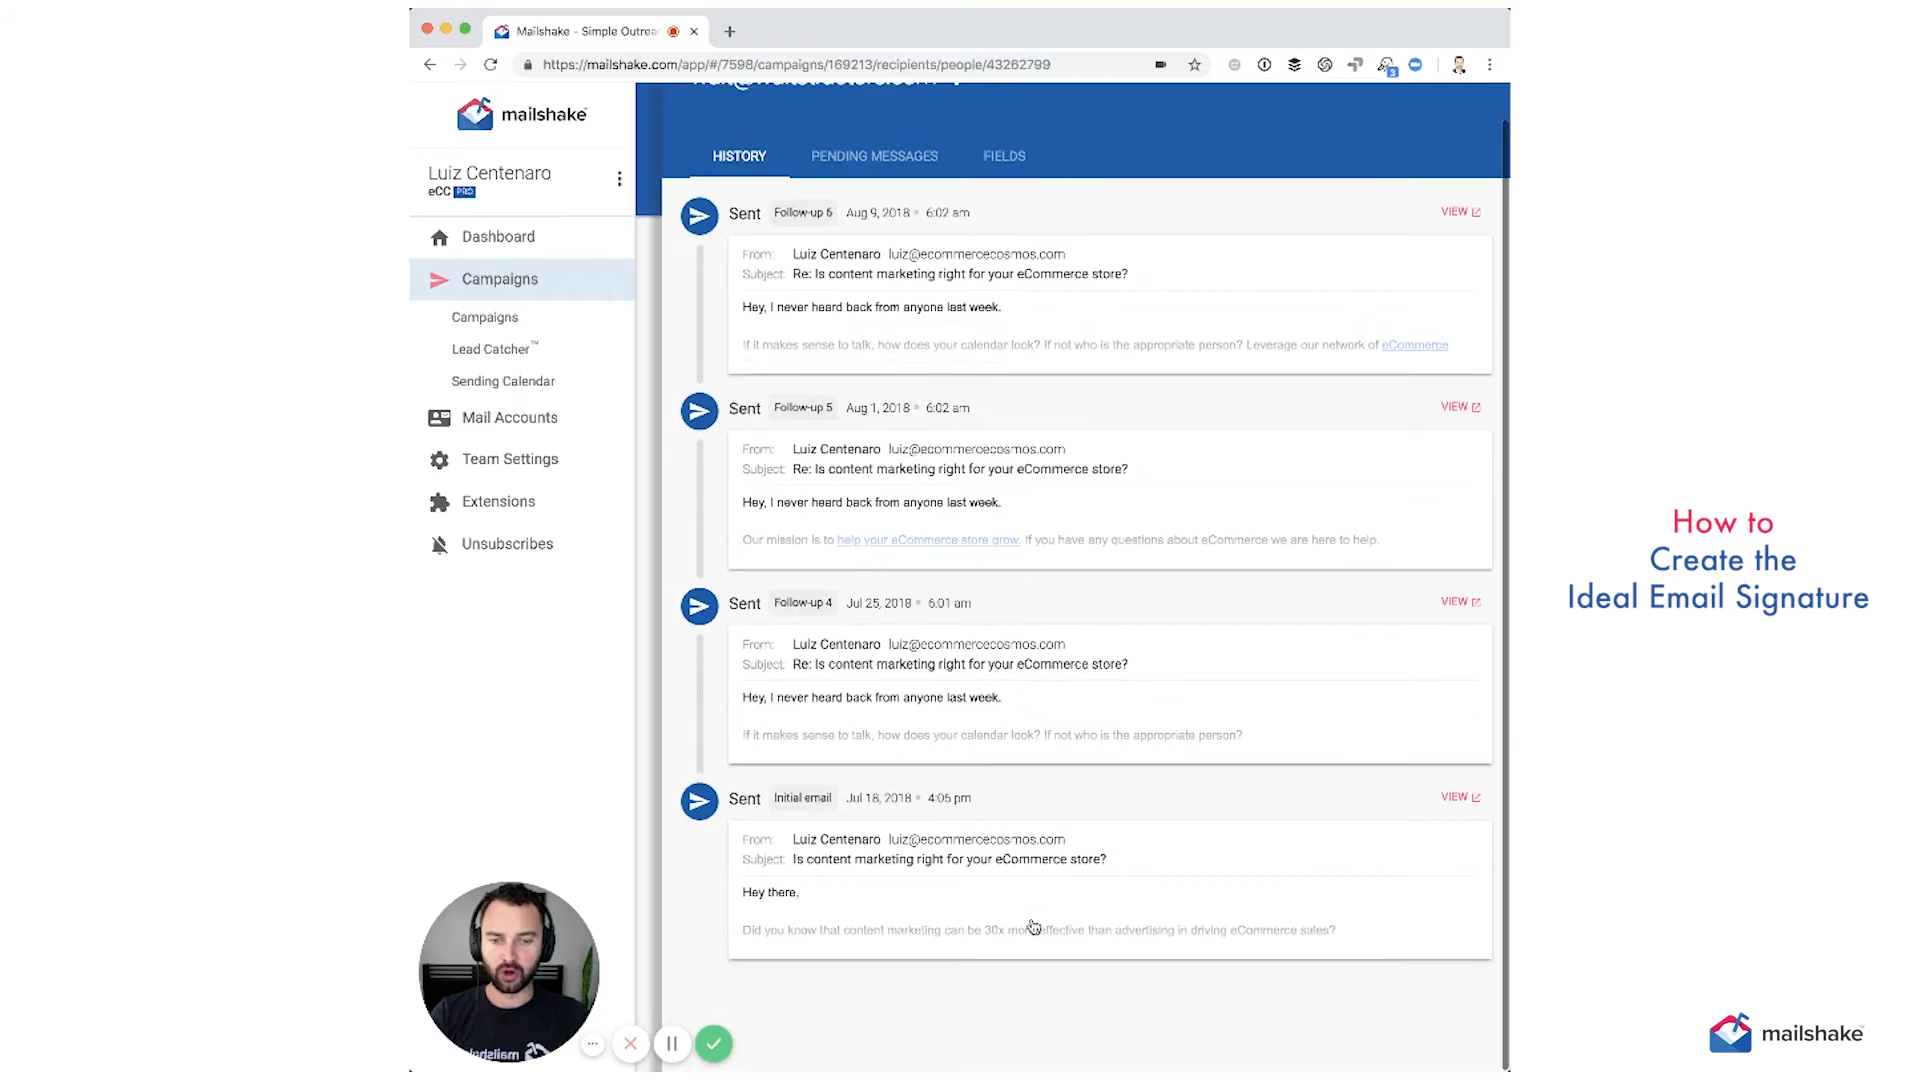 Mailshake - Simple Outrea
https://mailshake.com/app/#/7598/campaigns/169213/recipients/people/43262799
3
mailshake
Luiz Centenaro
eCC PRO
Dashboard
Campaigns
Campaigns
Lead Catcher™
Sending Calendar
Mail Accounts
Team Settings
Extensions
Unsubscribes
HISTORY PENDING MESSAGES FIELDS
Sent Follow-up 6 Aug 9, 2018 6:02 am VIEW
From: Luiz Centenaro luiz@ecommercecosmos.com
Subject: Re: Is content marketing right for your eCommerce store?
Hey, I never heard back from anyone last week.
If it makes sense to talk, how does your calendar look? If not who is the appropriate person? Leverage our network of eCommerce
Sent Follow-up 5 Aug 1, 2018 6:02 am VIEW
From: Luiz Centenaro luiz@ecommercecosmos.com
Subject: Re: Is content marketing right for your eCommerce store?
Hey, I never heard back from anyone last week.
Our mission is to help your eCommerce store grow. If you have any questions about eCommerce we are here to help.
Sent Follow-up 4 Jul 25, 2018 6:01 am VIEW
From: Luiz Centenaro luiz@ecommercecosmos.com
Subject: Re: Is content marketing right for your eCommerce store?
Hey, I never heard back from anyone last week.
If it makes sense to talk, how does your calendar look? If not who is the appropriate person?
Sent Initial email Jul 18, 2018 4:06 pm VIEW
From: Luiz Centenaro luiz@ecommercecosmos.com
Subject: Is content marketing right for your eCommerce store?
Hey there,
Did you know that content marketing can be 30x more effective than advertising in driving eCommerce sales?
How to
Create the
Ideal Email Signature
mailshake